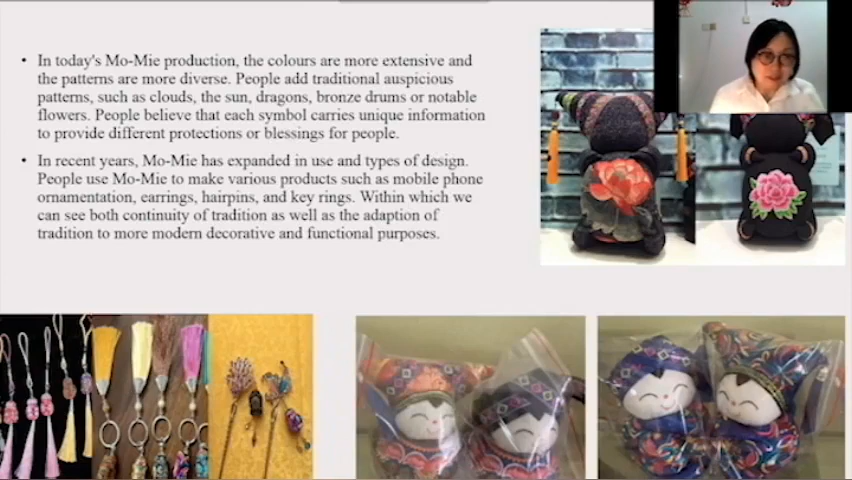 • In today's Mo-Mie production, the colours are more extensive and
the patterns are more diverse. People add traditional auspicious
patterns, such as clouds, the sun, dragons, bronze drums or notable
flowers. People believe that each symbol carries unique information
to provide different protections or blessings for people.
• In recent years, Mo-Mie has expanded in use and types of design.
People use Mo-Mie to make various products such as mobile phone
ornamentation, earrings, hairpins, and key rings. Within which we
can see both continuity of tradition as well as the adaption of
tradition to more modern decorative and functional purposes.